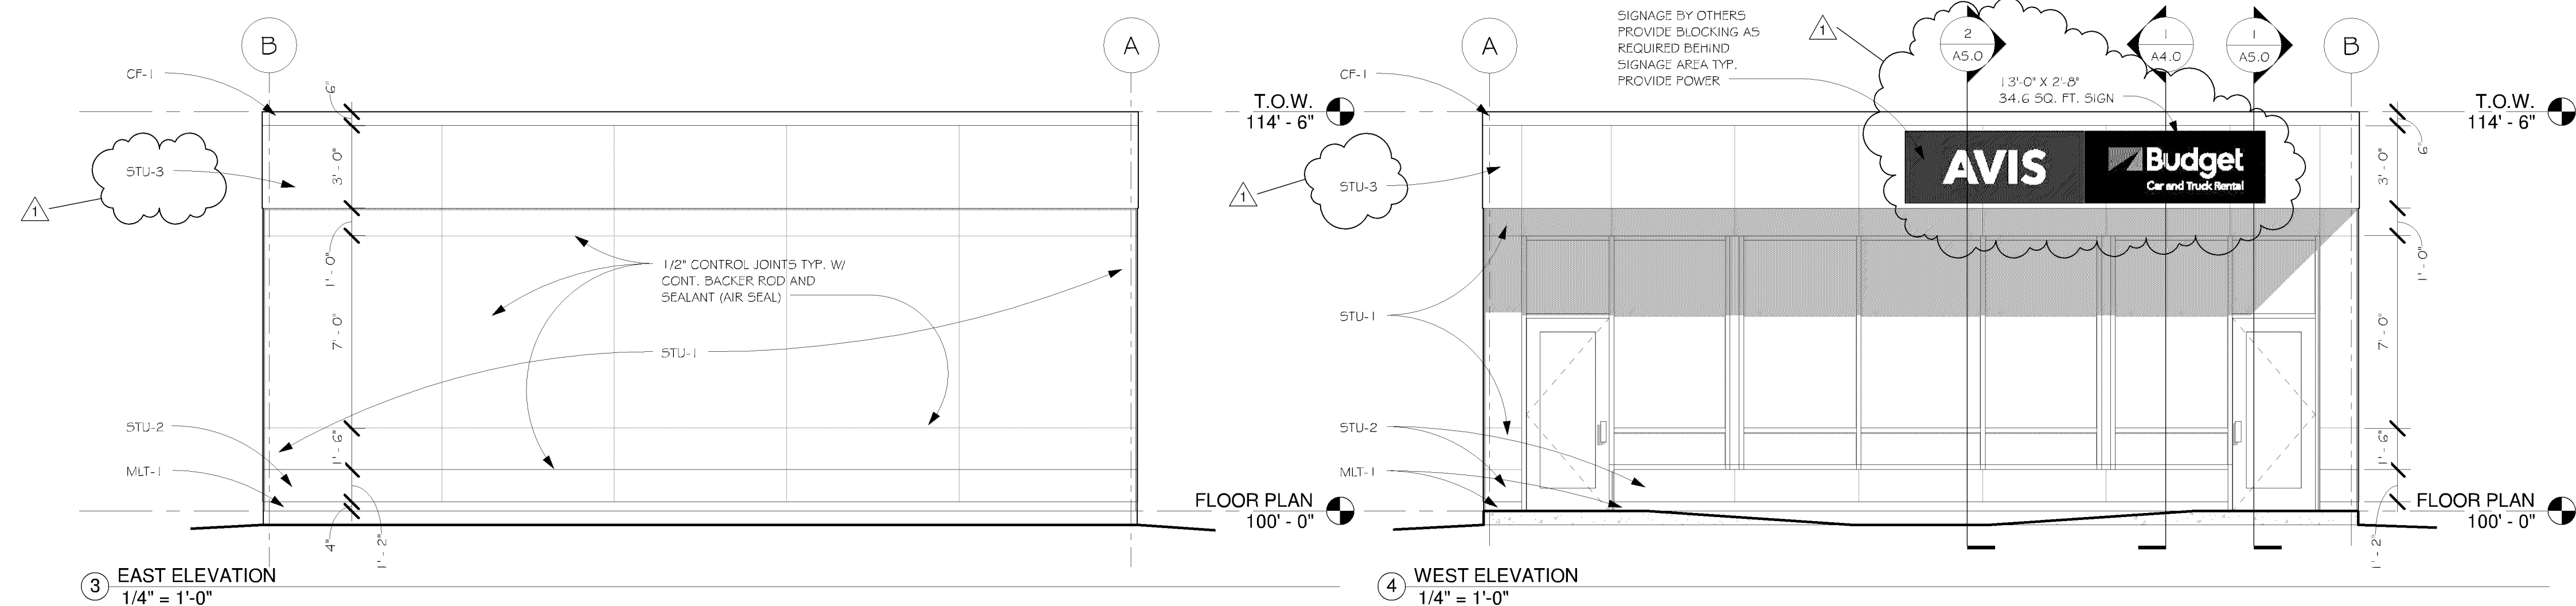 B
A
CF-1
6"
T.O.W.
114' - 6"
STU-3
3' - 0"
1
1' - 0"
1/2" CONTROL JOINTS TYP. W/
CONT. BACKER ROD AND
SEALANT (AIR SEAL)
7' - 0"
STU-1
STU-2
1' - 6"
MLT-1
FLOOR PLAN
100' - 0"
4"
1' - 2"
3
EAST ELEVATION
1/4" = 1'-0"
SIGNAGE BY OTHERS
PROVIDE BLOCKING AS
REQUIRED BEHIND
SIGNAGE AREA TYP.
PROVIDE POWER
1
A
2
A5.0
1
A4.0
1
A5.0
B
CF-1
13'-0" X 2'-8"
34.6 SQ. FT. SIGN
T.O.W.
114' - 6"
6"
AVIS
Budget
Car and Truck Rental
STU-3
1
3' - 0"
1' - 0"
STU-1
7' - 0"
STU-2
1' - 6"
MLT-1
FLOOR PLAN
100' - 0"
1' - 2"
4
WEST ELEVATION
1/4" = 1'-0"